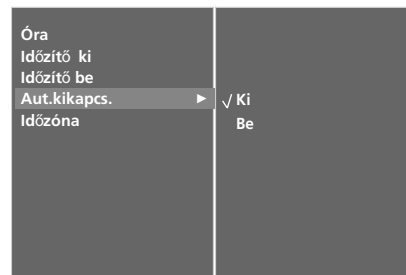 Óra
Időzítő ki
Időzítő be
Aut.kikapcs. ► √ Ki
Be
Időzóna